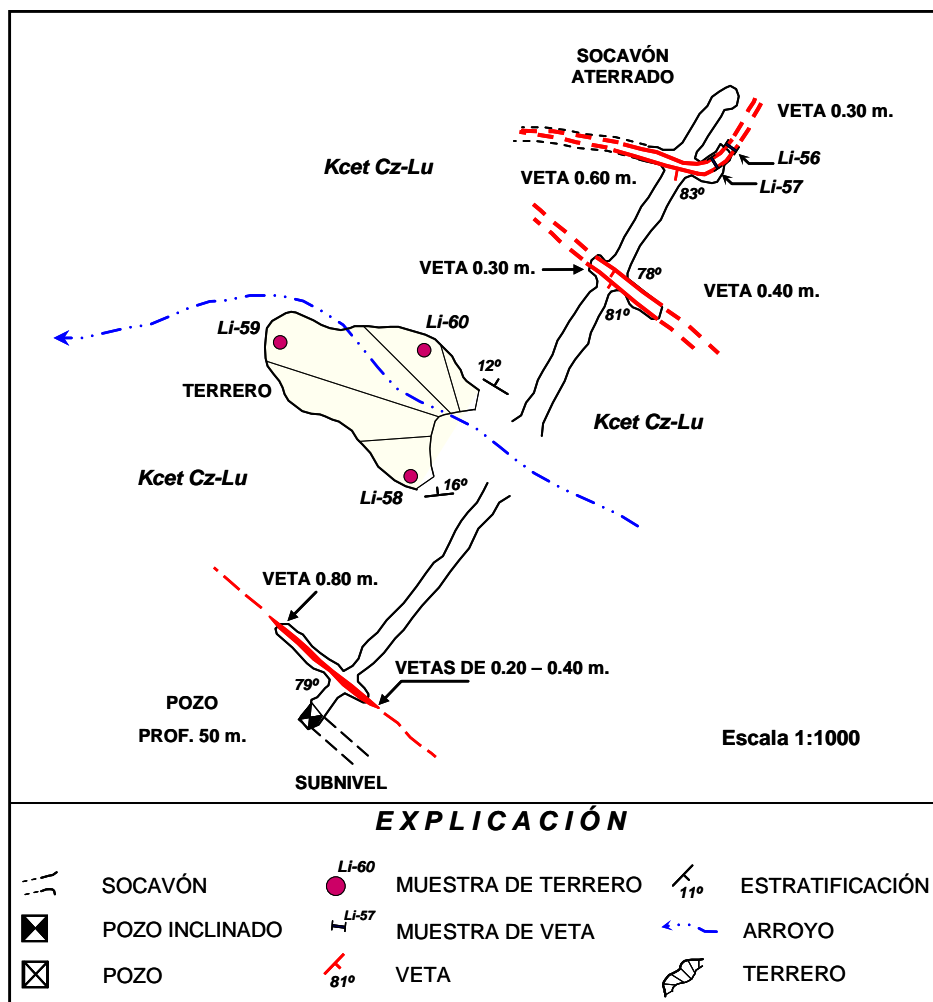 SOCAVÓN
ATERRADO
VETA 0.30 m.
Li-56
Kcet Cz-Lu
VETA 0.60 m.
Li-57
83º
VETA 0.30 m.
78º
VETA 0.40 m.
81º
Li-59
Li-60
12º
TERRERO
Kcet Cz-Lu
Kcet Cz-Lu
Li-58
16º
VETA 0.80 m.
79º
VETAS DE 0.20 – 0.40 m.
POZO
PROF. 50 m.
Escala 1:1000
SUBNIVEL
EXPLICACIÓN
SOCAVÓN
Li-60
MUESTRA DE TERRERO
11º
ESTRATIFICACIÓN
POZO INCLINADO
Li-57
MUESTRA DE VETA
ARROYO
POZO
81º
VETA
TERRERO